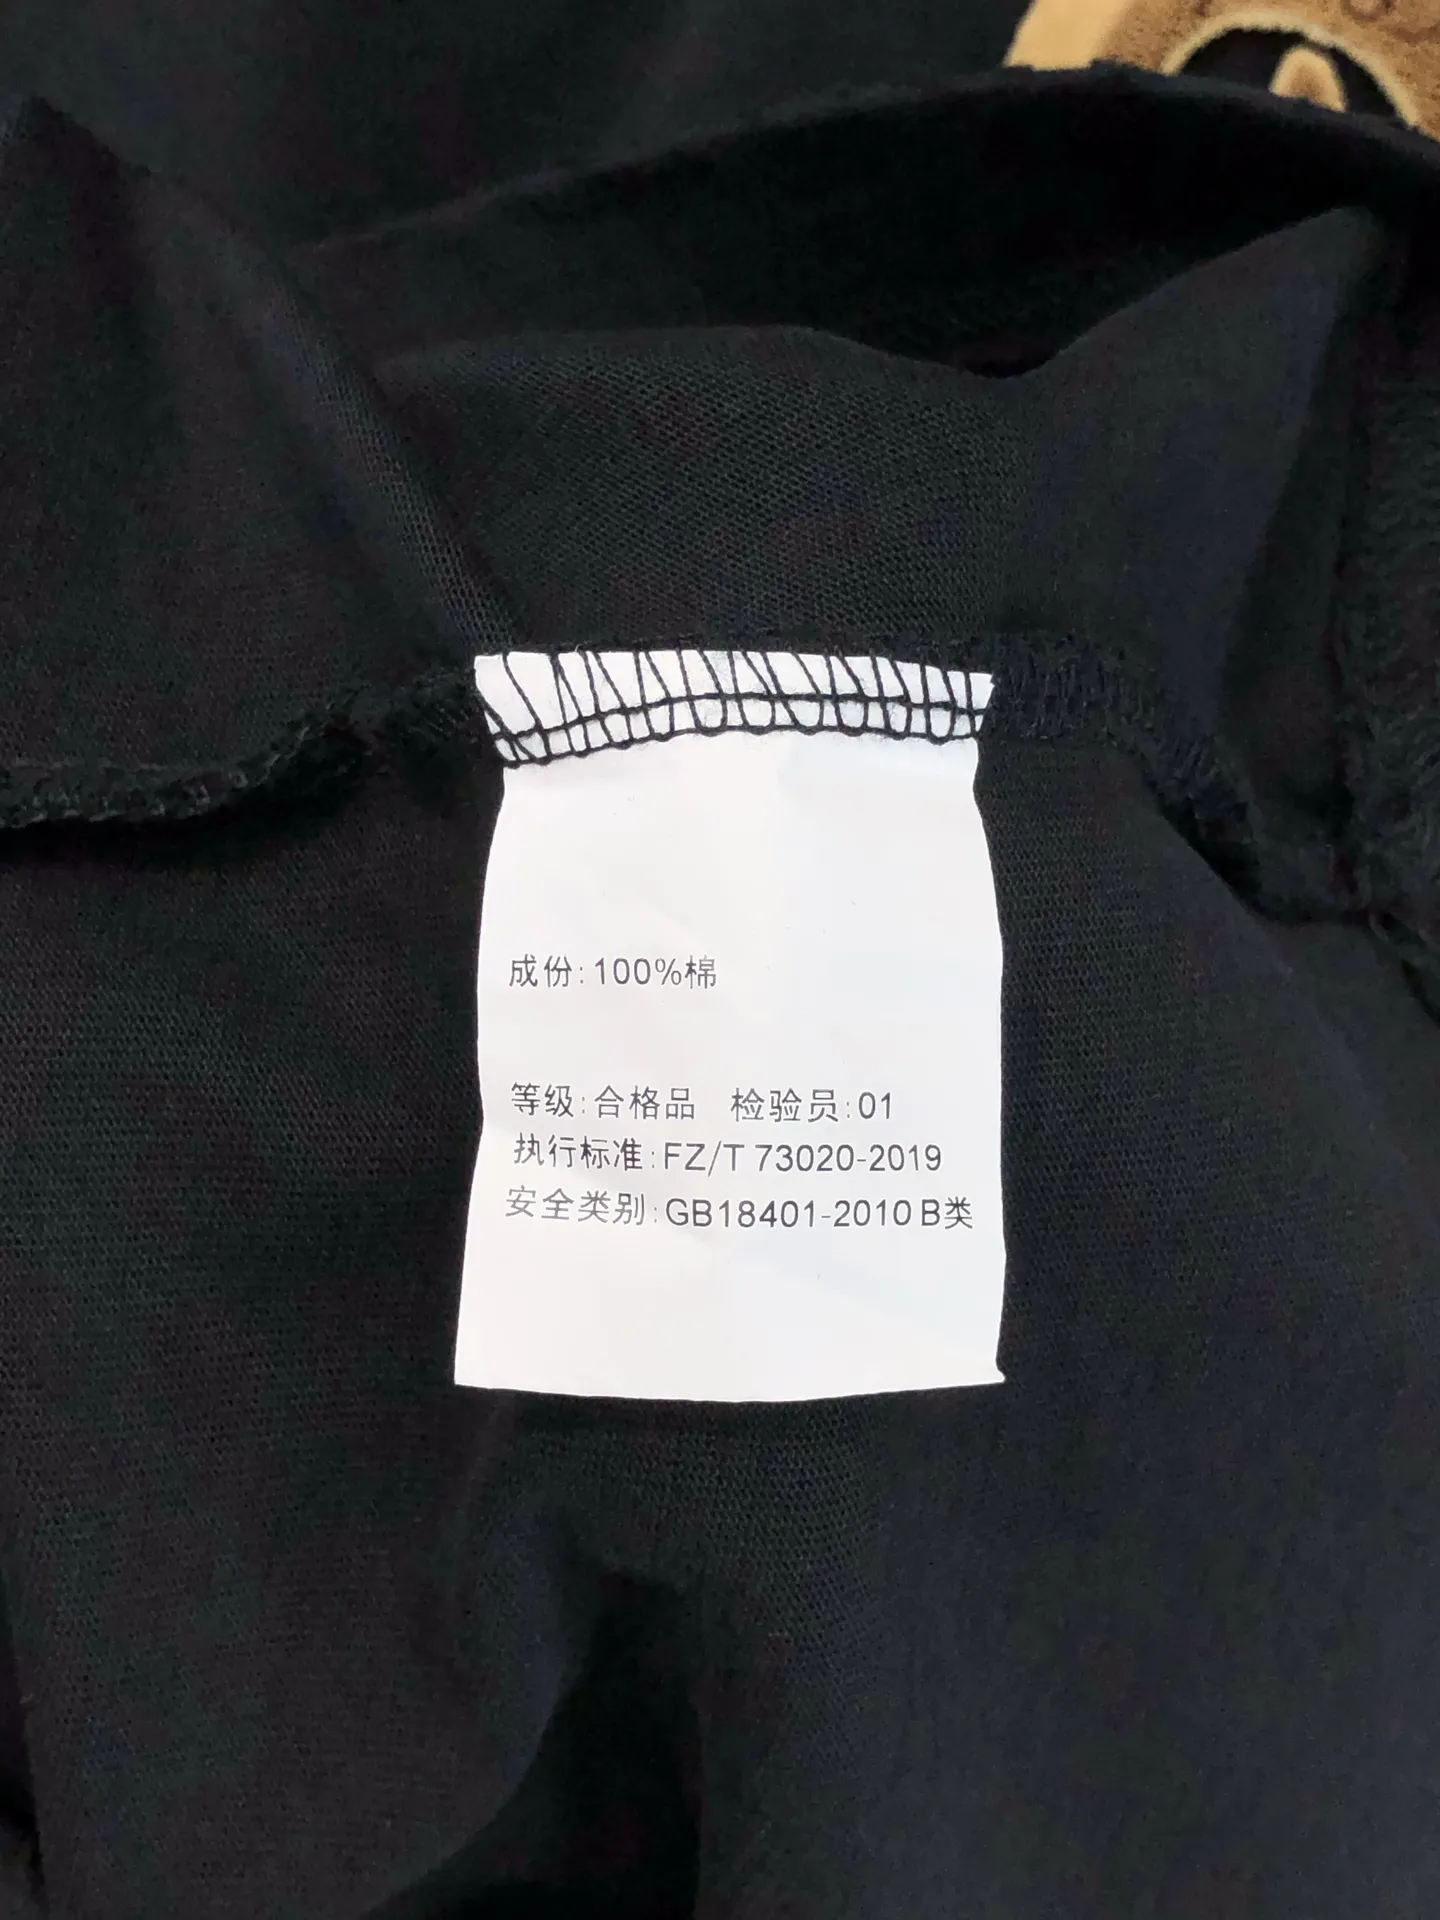 成份:100%棉
等级:合格品 检验员:01
执行标准:FZ/T 73020-2019
安全类别:GB18401-2010 B类